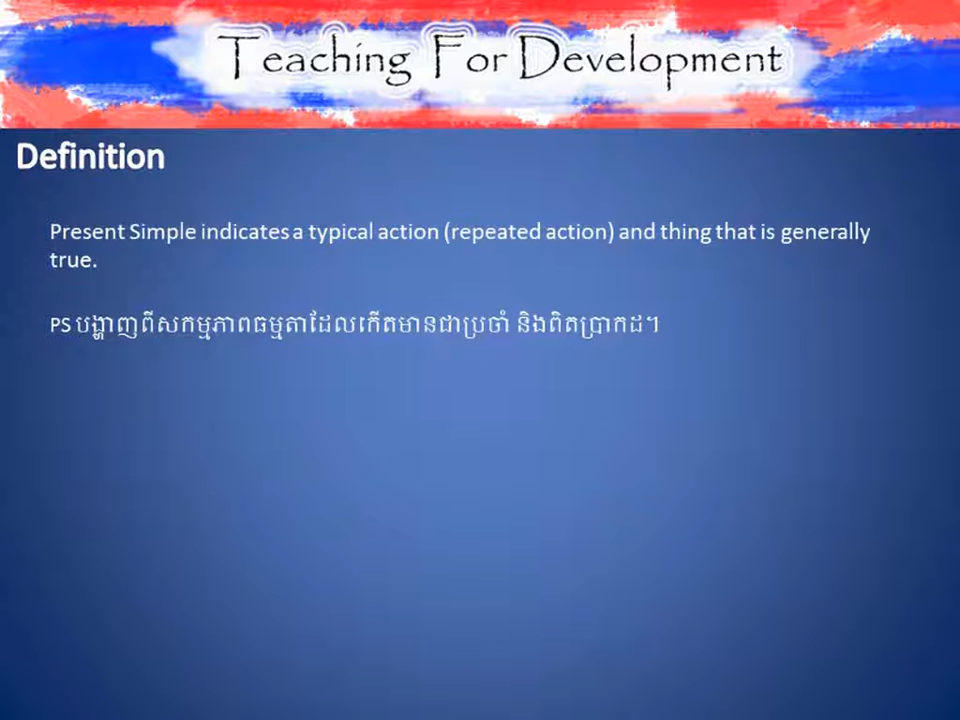 Teaching For Development
Definition
Present Simple indicates a typical action (repeated action) and thing that is generally
true.
PS បង្ហាញពីសកម្មភាពធម្មតាដែលកើតមានជាប្រចាំ និងពិតប្រាកដ។